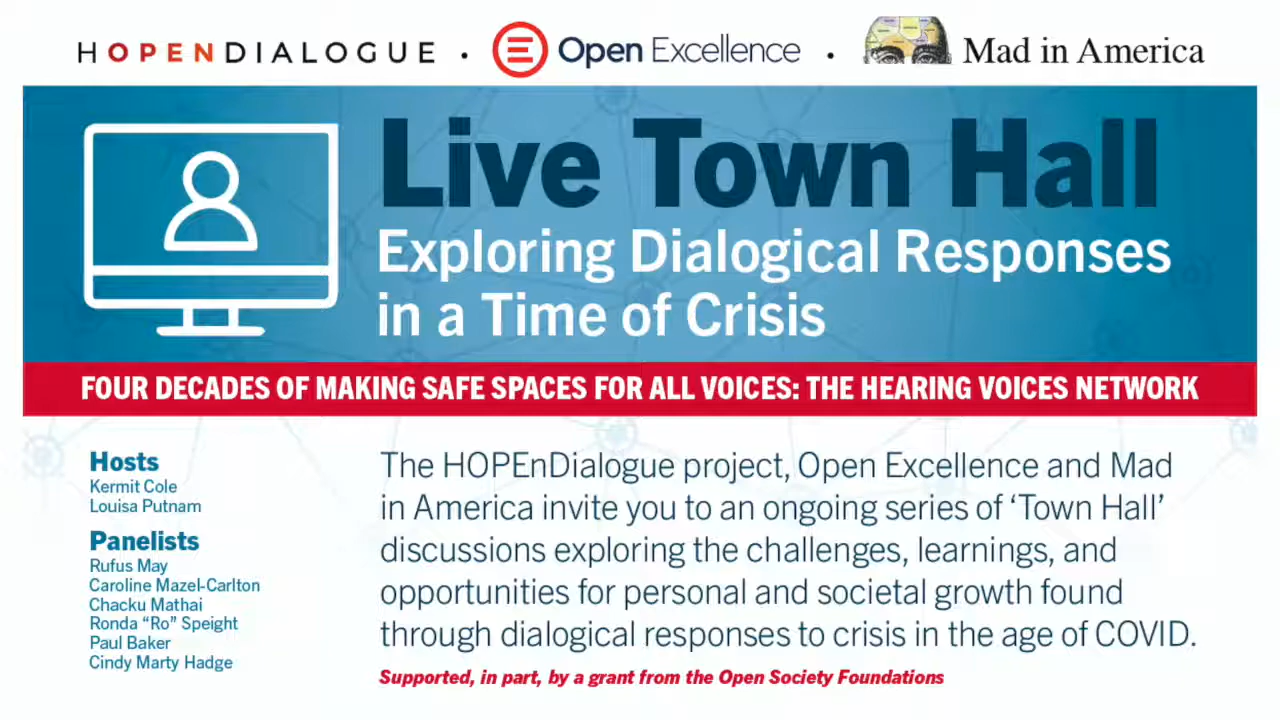 HOPENDIALOGUE • Open Excellence • Mad in America
Live Town Hall
Exploring Dialogical Responses
in a Time of Crisis
FOUR DECADES OF MAKING SAFE SPACES FOR ALL VOICES: THE HEARING VOICES NETWORK
Hosts
Kermit Cole
Louisa Putnam
Panelists
Rufus May
Caroline Mazel-Carlton
Chacku Mathai
Ronda “Ro” Speight
Paul Baker
Cindy Marty Hadge
The HOPEnDialogue project, Open Excellence and Mad
in America invite you to an ongoing series of ‘Town Hall’
discussions exploring the challenges, learnings, and
opportunities for personal and societal growth found
through dialogical responses to crisis in the age of COVID.
Supported, in part, by a grant from the Open Society Foundations